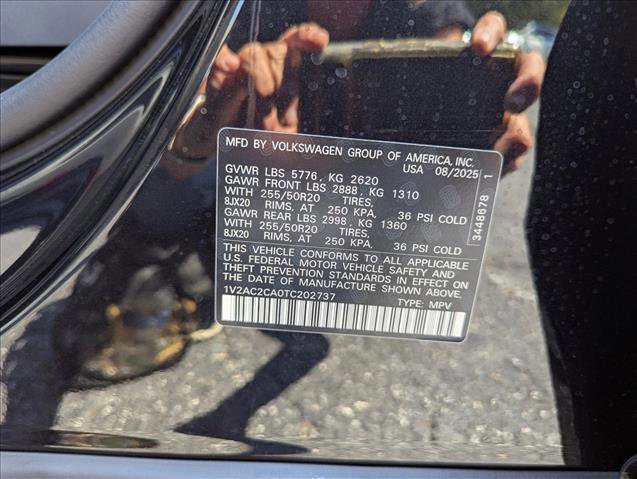 MFD BY VOLKSWAGEN GROUP OF AMERICA, INC.
USA 08/2025
GVWR LBS 5776 , KG 2620
GAWR FRONT LBS 2888, KG 1310
WITH 255/50R20 TIRES,
8JX20 RIMS, AT 250 KPA, 36 PSI COLD
GAWR REAR LBS 2998, KG 1360
WITH 255/50R20 TIRES,
8JX20 RIMS, AT 250 KPA, 36 PSI COLD
THIS VEHICLE CONFORMS TO ALL APPLICABLE
U.S. FEDERAL MOTOR VEHICLE SAFETY AND
THEFT PREVENTION STANDARDS IN EFFECT ON
THE DATE OF MANUFACTURE SHOWN ABOVE.
1V2AC2CA0TC202737 TYPE: MPV
3448678 1